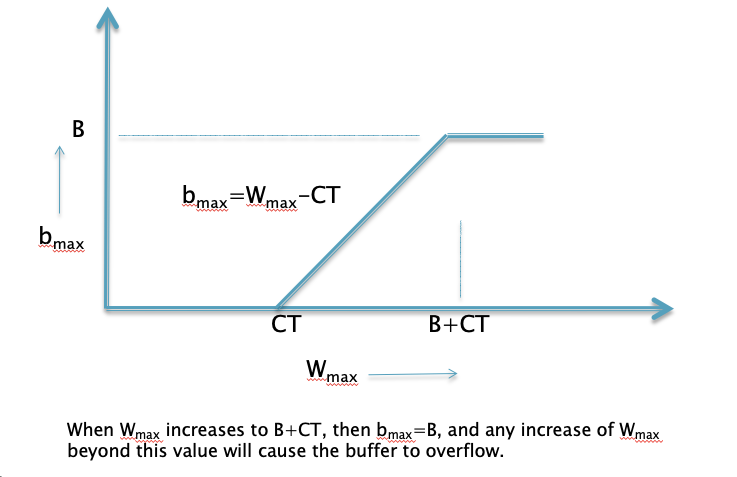 B
bmax=Wmax-CT
bmax
CT
B+CT
Wmax
When Wmax increases to B+CT, then bmax=B, and any increase of Wmax
beyond this value will cause the buffer to overflow.